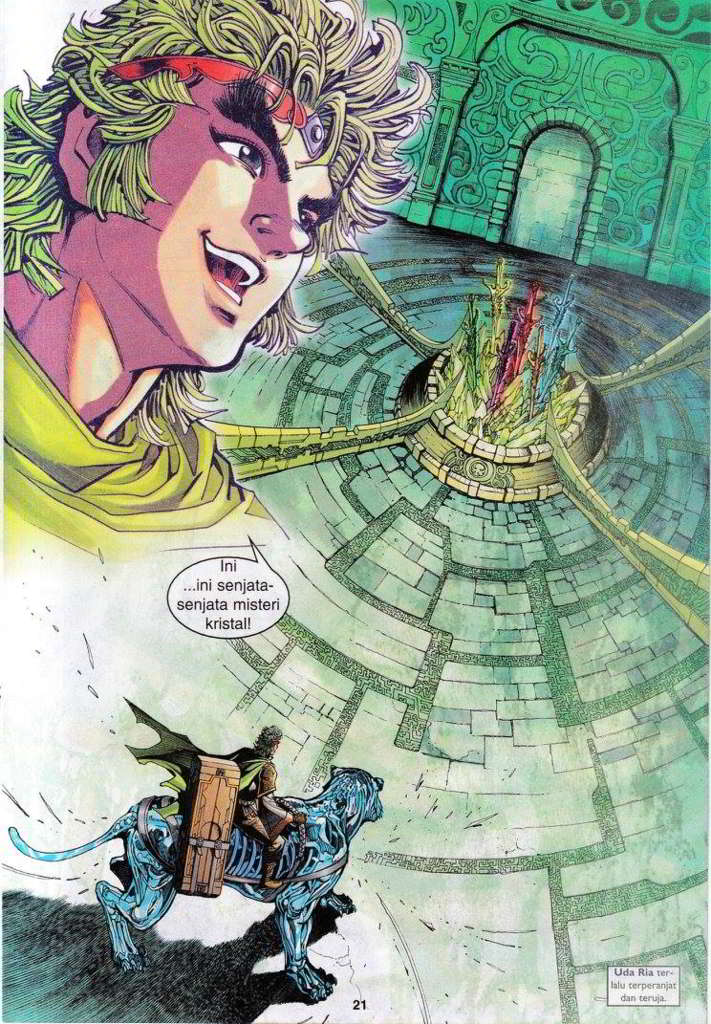 Ini
...ini senjata-
senjata misteri
kristal!
Uda Ria ter-
lalu terperanjat
dan teruja.
21